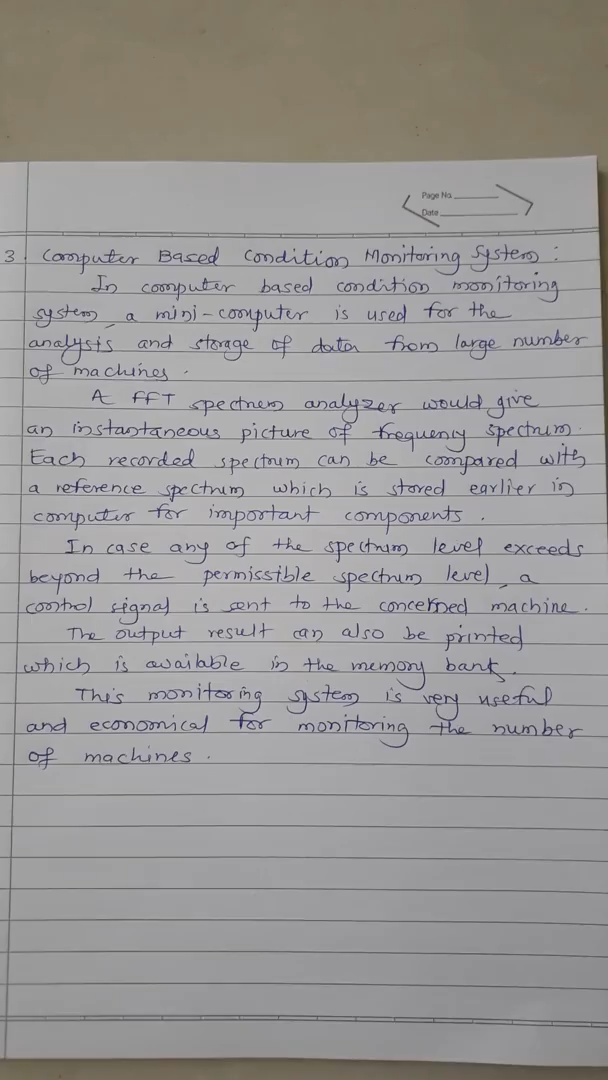 Page No.
Date
3 Computer Based Condition Monitoring System :
In computer based condition monitoring
system, a mini-computer is used for the
analysis and storage of data from large number
of machines.
A FFT spectrem analyzer would give
an instantaneous picture of frequency spectrum.
Each recorded spectrum can be compared with
a reference spectrum which is stored earlier in
computer for important components.
In case any of the spectrum level exceeds
beyond the permissible spectrum level, a
control signal is sent to the concerned machine.
The output result can also be printed
which is available in the memory bank.
This monitoring system is very useful
and economical for monitoring the number
of machines.